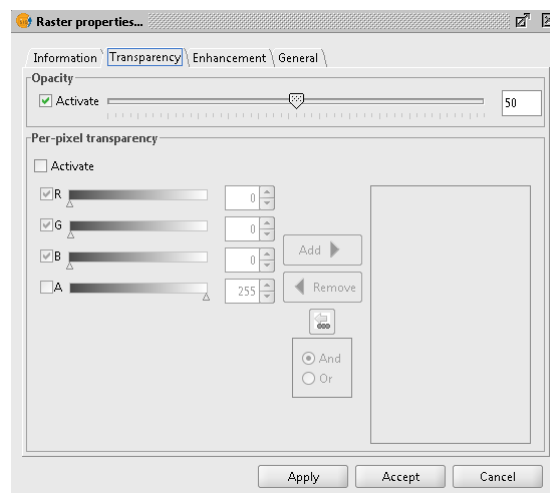 Raster properties...
Information Transparency Enhancement General
Opacity
Activate 50
Per-pixel transparency
Activate
R 0
G 0
B 0
A 255
Add
Remove
And
Or
Apply Accept Cancel